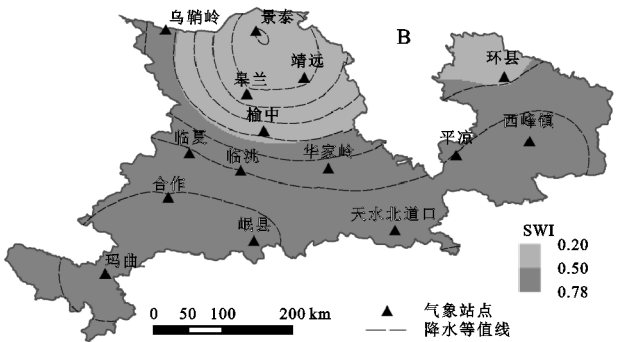 乌鞘岭
景泰
B
靖远
环县
皋兰
榆中
西峰镇
临夏
临洮
华家岭
平凉
合作
岷县
天水北道口
玛曲
SWI
0.20
0.50
0.78
0 50 100 200 km
气象站点
降水等值线